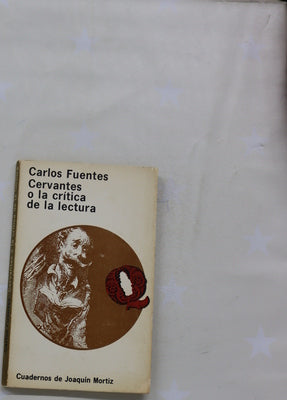 Carlos Fuentes
Cervantes
o la crítica
de la lectura
Q
Cuadernos de Joaquín Mortiz